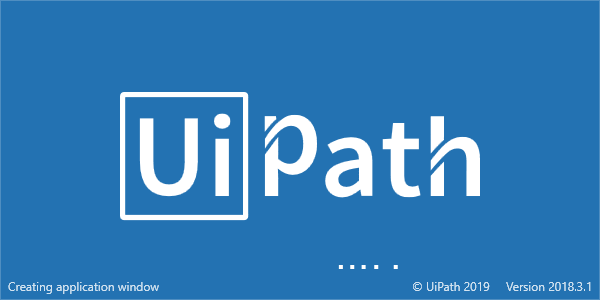 UiPath
Creating application window
© UiPath 2019 Version 2018.3.1